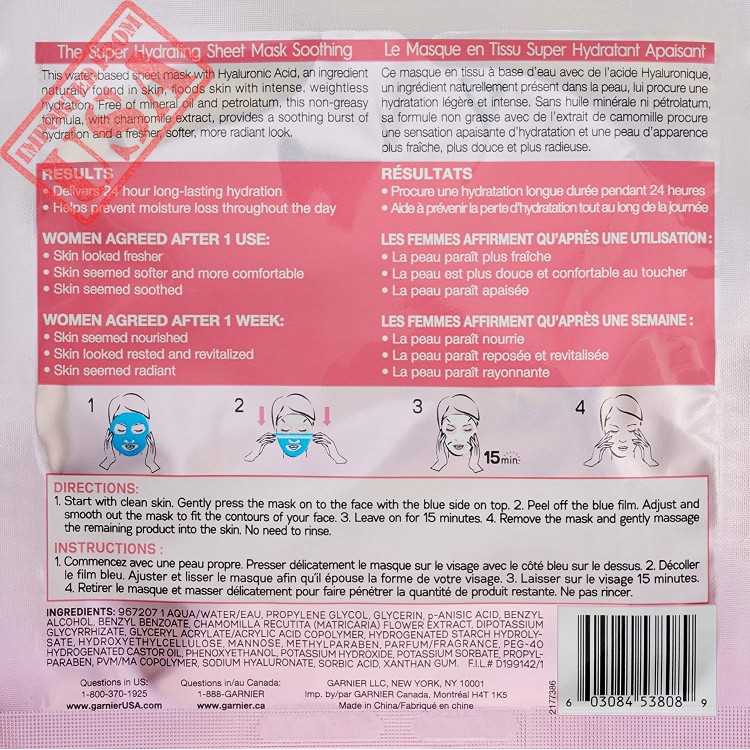 IMPORTED FROM
USA
The Super Hydrating Sheet Mask Soothing
This water-based sheet mask with Hyaluronic Acid, an ingredient
naturally found in skin, floods skin with intense, weightless
hydration. Free of mineral oil and petrolatum, this non-greasy
formula, with chamomile extract, provides a soothing burst of
hydration and a fresher, softer, more radiant look.
Le Masque en Tissu Super Hydratant Apaisant
Ce masque en tissu à base d'eau avec de l'acide Hyaluronique,
un ingrédient naturellement présent dans la peau, lui procure une
hydratation légère et intense. Sans huile minérale ni pétrolatum,
sa formule non grasse avec de l'extrait de camomille procure
une sensation apaisante d'hydratation et une peau d'apparence
plus fraîche, plus douce et plus radieuse.
RESULTS
• Delivers 24 hour long-lasting hydration
• Helps prevent moisture loss throughout the day
WOMEN AGREED AFTER 1 USE:
• Skin looked fresher
• Skin seemed softer and more comfortable
• Skin seemed soothed
WOMEN AGREED AFTER 1 WEEK:
• Skin seemed nourished
• Skin looked rested and revitalized
• Skin seemed radiant
RÉSULTATS
• Procure une hydratation longue durée pendant 24 heures
• Aide à prévenir la perte d'hydratation tout au long de la journée
LES FEMMES AFFIRMENT QU'APRÈS UNE UTILISATION :
• La peau paraît plus fraîche
• La peau est plus douce et confortable au toucher
• La peau paraît apaisée
LES FEMMES AFFIRMENT QU'APRÈS UNE SEMAINE :
• La peau paraît nourrie
• La peau paraît reposée et revitalisée
• La peau paraît rayonnante
1
2
3
15min.
4
DIRECTIONS:
1. Start with clean skin. Gently press the mask on to the face with the blue side on top. 2. Peel off the blue film. Adjust and
smooth out the mask to fit the contours of your face. 3. Leave on for 15 minutes. 4. Remove the mask and gently massage
the remaining product into the skin. No need to rinse.
INSTRUCTIONS :
1. Commencez avec une peau propre. Presser délicatement le masque sur le visage avec le côté bleu sur le dessus. 2. Décoller
le film bleu. Ajuster et lisser le masque afin qu'il épouse la forme de votre visage. 3. Laisser sur le visage 15 minutes.
4. Retirer le masque et masser délicatement pour faire pénétrer la quantité de produit restante. Ne pas rincer.
INGREDIENTS: 967207 1 AQUA/WATER/EAU, PROPYLENE GLYCOL, GLYCERIN, p-ANISIC ACID, BENZYL
ALCOHOL, BENZYL BENZOATE, CHAMOMILLA RECUTITA (MATRICARIA) FLOWER EXTRACT, DIPOTASSIUM
GLYCYRRHIZATE, GLYCERYL ACRYLATE/ACRYLIC ACID COPOLYMER, HYDROGENATED STARCH HYDROLY-
SATE, HYDROXYETHYLCELLULOSE, MANNOSE, METHYLPARABEN, PARFUM/FRAGRANCE, PEG-40
HYDROGENATED CASTOR OIL, PHENOXYETHANOL, POTASSIUM HYDROXIDE, POTASSIUM SORBATE, PROPYL-
PARABEN, PVM/MA COPOLYMER, SODIUM HYALURONATE, SORBIC ACID, XANTHAN GUM. F.I.L.# D199142/1
Questions in US:
1-800-370-1925
www.garnierUSA.com
Questions in/au Canada:
1-888-GARNIER
www.garnier.ca
GARNIER LLC, NEW YORK, NY 10001
Imp. by/par GARNIER Canada, Montréal H4T 1K5
Made in China/Fabriqué en chine
2177386
6 03084 53808 9